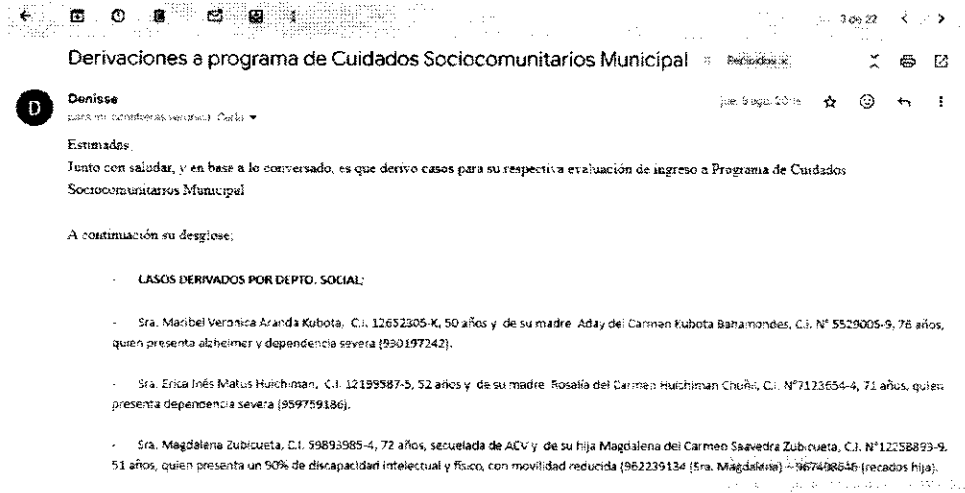 3 de 22
Derivaciones a programa de Cuidados Sociocomunitarios Municipal
D
Denisse
Estimadas,
Junto con saludar, y en base a lo conversado, es que derivo casos para su respectiva evaluación de ingreso a Programa de Cuidados
Sociocomunitarios Municipal
A continuación su desglose;
- CASOS DERIVADOS POR DEPTO. SOCIAL;
- Sra. Maribel Veronica Aranda Kubota, C.I. 12652305-K, 50 años y de su madre Aday del Carmen Kubota Bahamondes, C.I. N° 5529005-9, 76 años,
quien presenta alzheimer y dependencia severa (930197242).
- Sra. Erica Inés Matus Huichiman, C.I. 12199587-5, 52 años y de su madre Rosalía del Carmen Huichiman Chuñil, C.I. N°7123654-4, 71 años, quien
presenta dependencia severa (959759186).
- Sra. Magdalena Zubicueta, C.I. 59893985-4, 72 años, secuelada de ACV y de su hija Magdalena del Carmen Saavedra Zubicueta, C.I. N°12258893-9,
51 años, quien presenta un 90% de discapacidad intelectual y físico, con movilidad reducida (962239134 (Sra. Magdalena) – (recados hija).